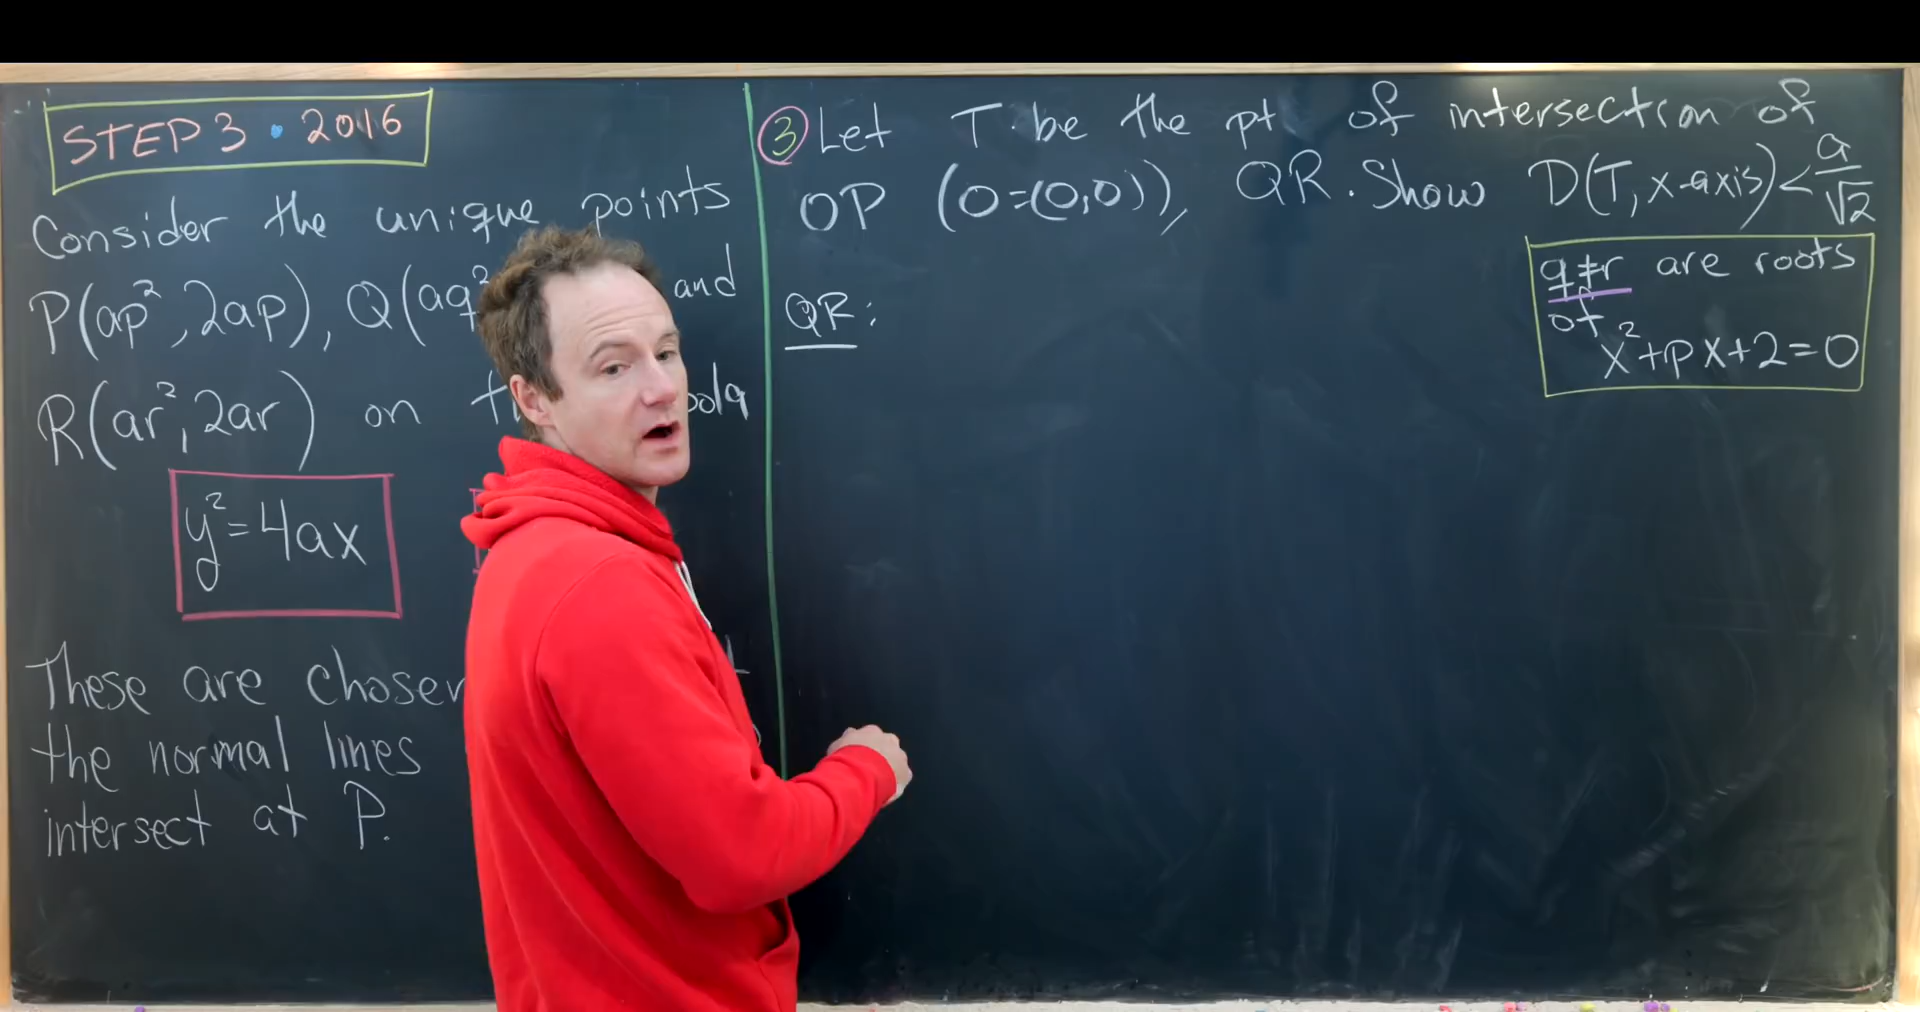 STEP 3 • 2016
Consider the unique points
P(ap², 2ap), Q(aq² and
R(ar², 2ar) on
y² = 4ax
These are chosen
the normal lines
intersect at P.
③ Let T be the pt of intersection of
OP (O=(0,0)), QR. Show D(T, x-axis) < a/√2
q≠r are roots
of
x²+px+2=0
QR: